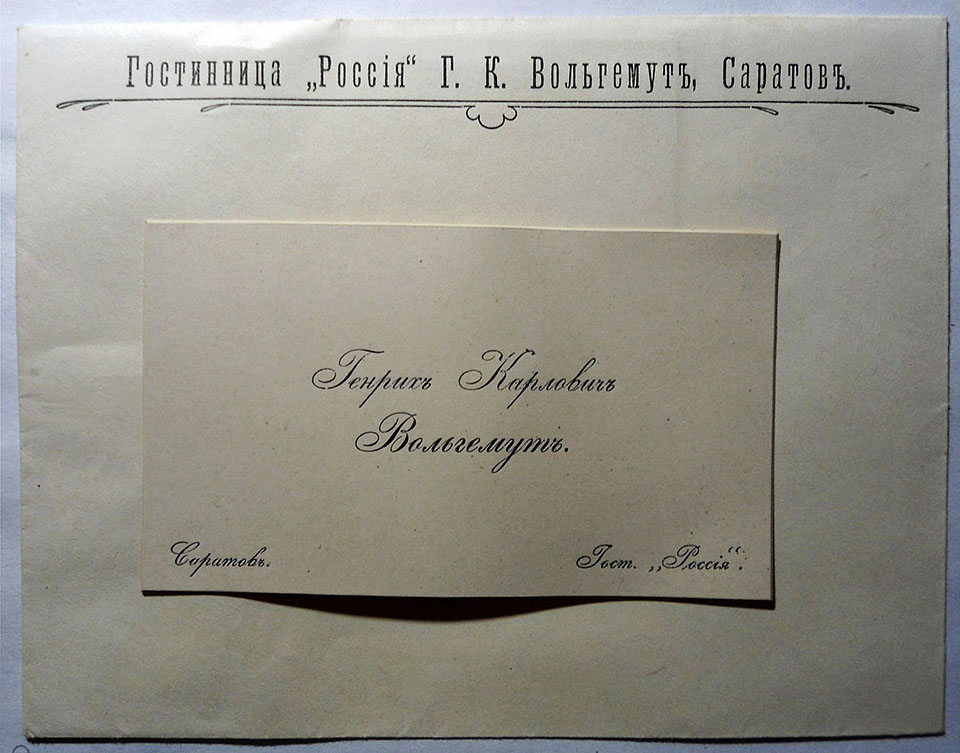 Гостинница „Россія“ Г. К. Вольгемутъ, Саратовъ.
Генрихъ Карловичъ
Вольгемутъ.
Саратовъ.
Гост. „Россія“.